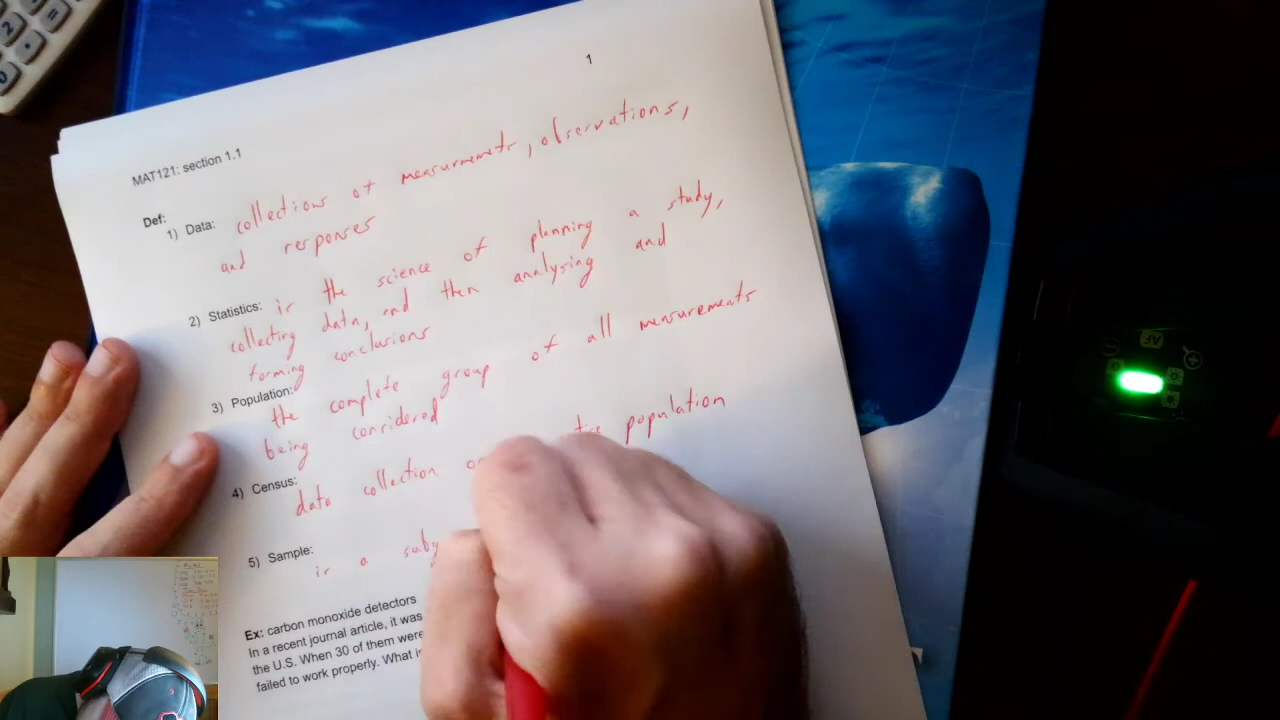 1
MAT121: section 1.1
Def:
1) Data: collections of measurmemets, observations,
and responses
2) Statistics: is the science of planning a study,
collecting data, and then analysing and
forming conclusions
3) Population:
the complete group of all measurements
being considered
4) Census:
data collection population
5) Sample:
is a subg
Ex: carbon monoxide detectors
In a recent journal article, it was
the U.S. When 30 of them were
failed to work properly. What